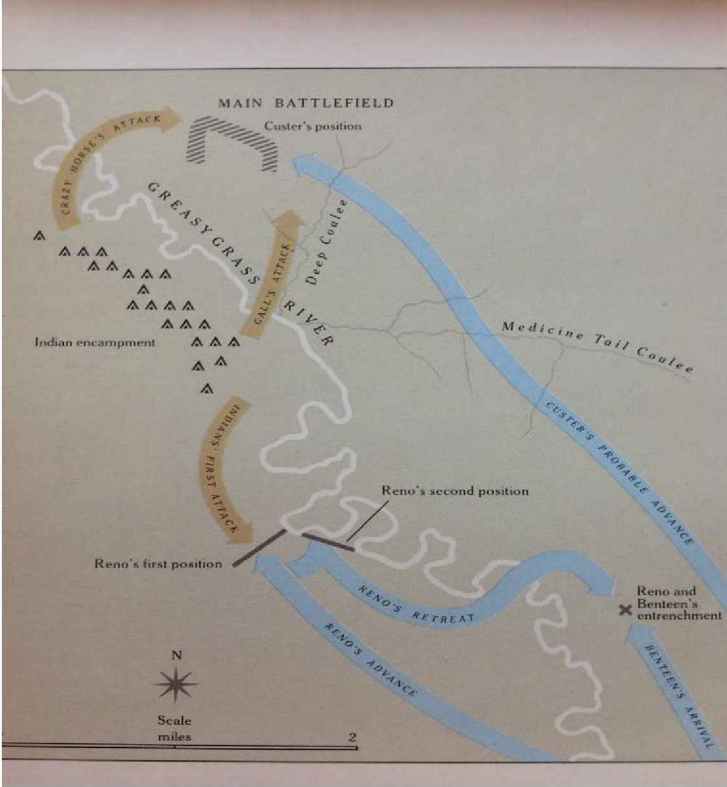 MAIN BATTLEFIELD
Custer's position
CRAZY HORSE'S ATTACK
GREASY GRASS
RIVER
GALL'S ATTACK
Deep Coulee
Medicine Tail Coulee
Indian encampment
CUSTER'S PROBABLE ADVANCE
INDIANS' FIRST ATTACK
Reno's second position
Reno's first position
RENO'S RETREAT
Reno and
Benteen's
entrenchment
RENO'S ADVANCE
BENTEEN'S ARRIVAL
N
Scale
miles
2